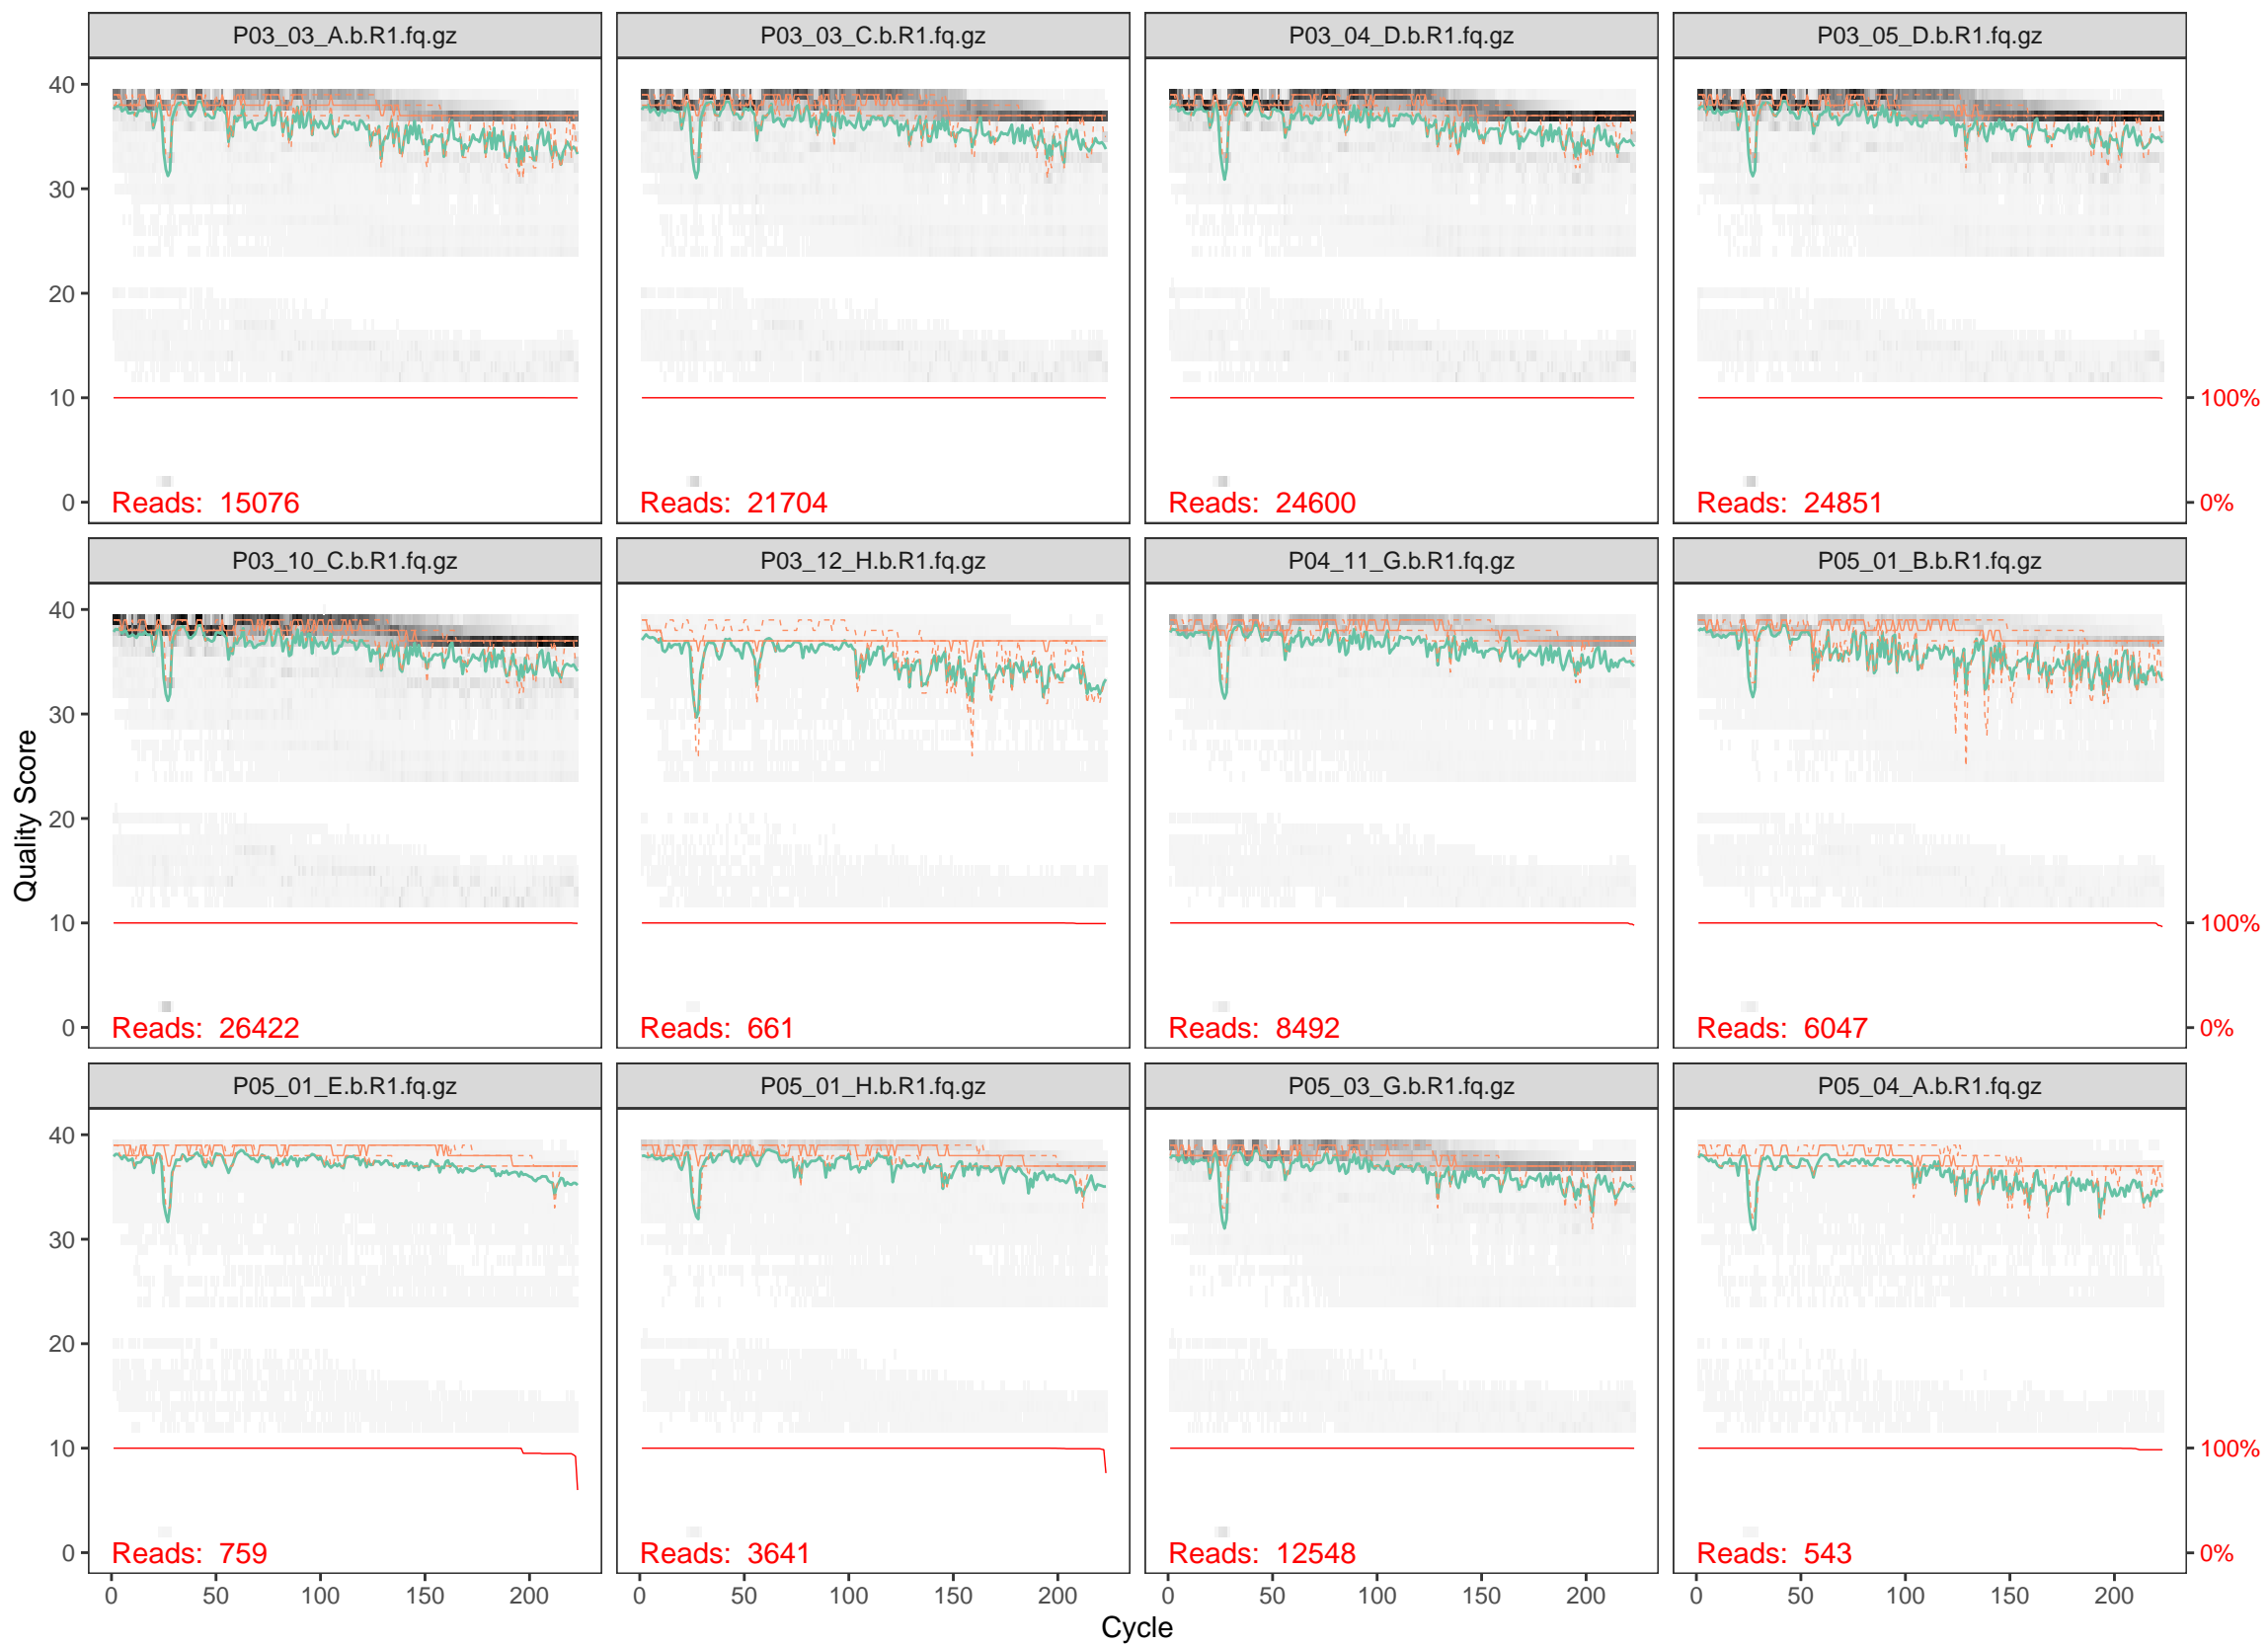 P03_03_A.b.R1.fq.gz P03_03_C.b.R1.fq.gz P03_04_D.b.R1.fq.gz P03_05_D.b.R1.fq.gz
40
30
20
10 100%
0 0%
Reads: 15076 Reads: 21704 Reads: 24600 Reads: 24851
P03_10_C.b.R1.fq.gz P03_12_H.b.R1.fq.gz P04_11_G.b.R1.fq.gz P05_01_B.b.R1.fq.gz
40
30
20
10 100%
0 0%
Reads: 26422 Reads: 661 Reads: 8492 Reads: 6047
Quality Score
P05_01_E.b.R1.fq.gz P05_01_H.b.R1.fq.gz P05_03_G.b.R1.fq.gz P05_04_A.b.R1.fq.gz
40
30
20
10 100%
0 0%
Reads: 759 Reads: 3641 Reads: 12548 Reads: 543
0 50 100 150 200 0 50 100 150 200 0 50 100 150 200 0 50 100 150 200
Cycle